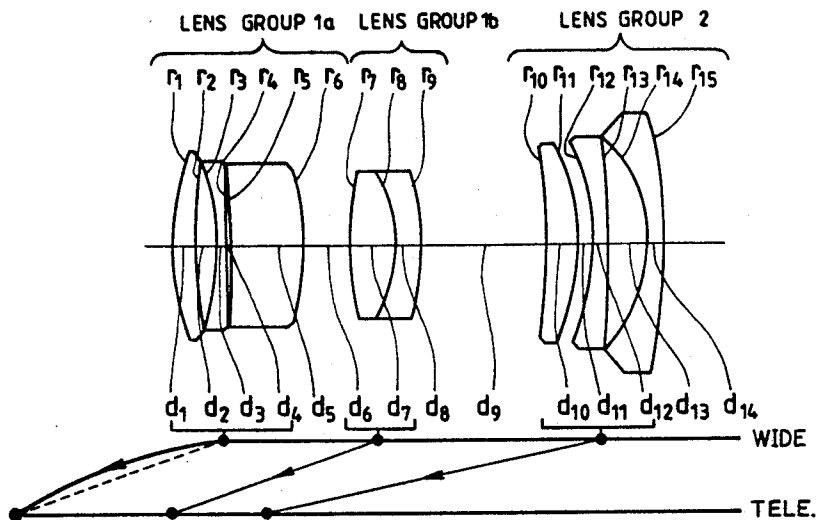 LENS GROUP 1a LENS GROUP 1b LENS GROUP 2
r1 r2 r3 r4 r5 r6 r7 r8 r9 r10 r11 r12 r13 r14 r15
d1 d2 d3 d4 d5 d6 d7 d8 d9 d10 d11 d12 d13 d14
WIDE
TELE.